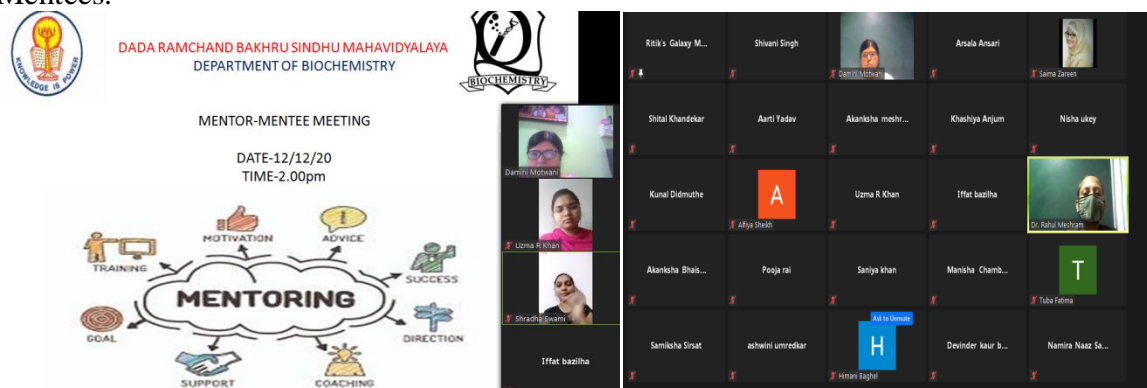 Mentees.
KNOWLEDGE IS POWER
DADA RAMCHAND BAKHRU SINDHU MAHAVIDYALAYA
DEPARTMENT OF BIOCHEMISTRY
BIOCHEMISTRY
MENTOR-MENTEE MEETING
DATE-12/12/20
TIME-2.00pm
MOTIVATION
ADVICE
TRAINING
SUCCESS
MENTORING
GOAL
DIRECTION
SUPPORT
COACHING
Damini Motwani
Uzma R Khan
Shradha Swami
Iffat bazilha
Ritik's Galaxy M...
Shivani Singh
Damini Motwani
Arsala Ansari
Saima Zareen
Shital Khandekar
Aarti Yadav
Akanksha meshr...
Khashiya Anjum
Nisha ukey
Kunal Didmuthe
A
Alfiya Sheikh
Uzma R Khan
Iffat bazilha
Dr. Rahul Meshram
Akanksha Bhais...
Pooja rai
Saniya khan
Manisha Chamb...
T
Tuba Fatima
Samiksha Sirsat
ashwini umredkar
Ask to Unmute
H
Himani Baghel
Devinder kaur b...
Namira Naaz Sa...